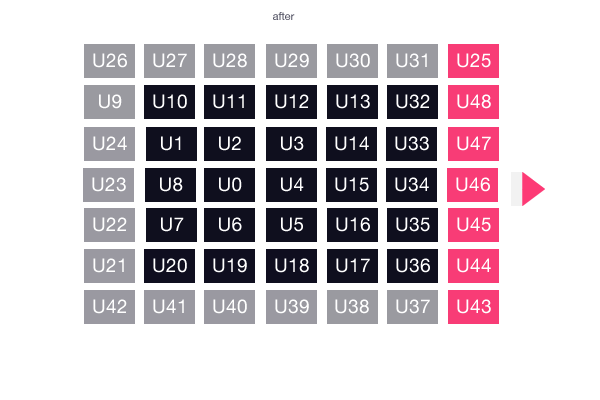 after
U26 U27 U28 U29 U30 U31 U25
U9 U10 U11 U12 U13 U32 U48
U24 U1 U2 U3 U14 U33 U47
U23 U8 U0 U4 U15 U34 U46
U22 U7 U6 U5 U16 U35 U45
U21 U20 U19 U18 U17 U36 U44
U42 U41 U40 U39 U38 U37 U43